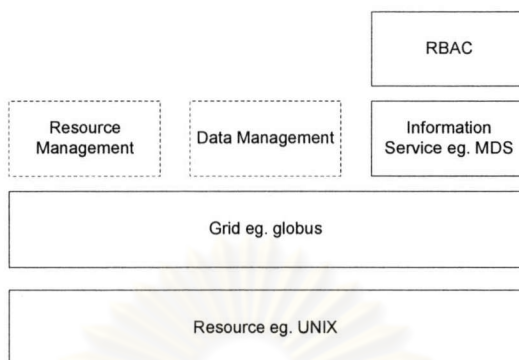 RBAC
Resource
Management
Data Management
Information
Service eg. MDS
Grid eg. globus
Resource eg. UNIX